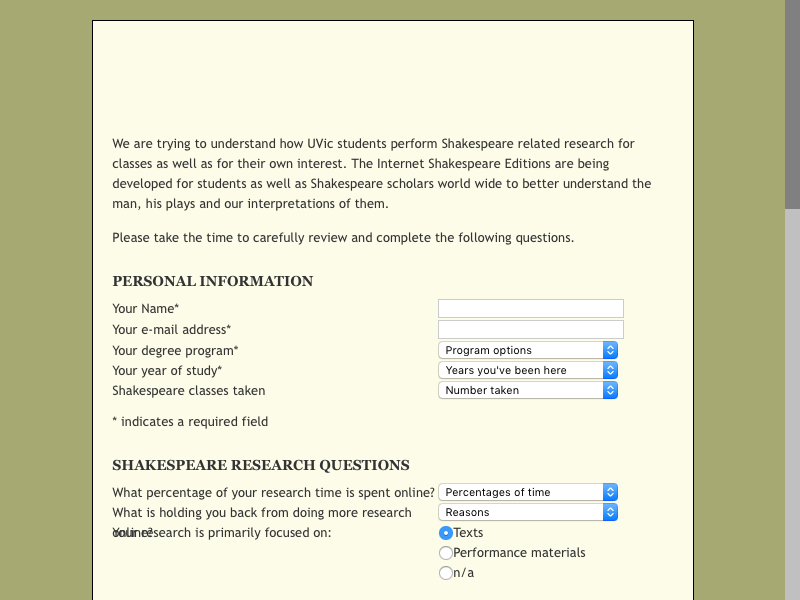 We are trying to understand how UVic students perform Shakespeare related research for
classes as well as for their own interest. The Internet Shakespeare Editions are being
developed for students as well as Shakespeare scholars world wide to better understand the
man, his plays and our interpretations of them.
Please take the time to carefully review and complete the following questions.
PERSONAL INFORMATION
Your Name*
Your e-mail address*
Your degree program* Program options
Your year of study* Years you've been here
Shakespeare classes taken Number taken
* indicates a required field
SHAKESPEARE RESEARCH QUESTIONS
What percentage of your research time is spent online? Percentages of time
What is holding you back from doing more research Reasons
online?
Your research is primarily focused on: Texts
Performance materials
n/a